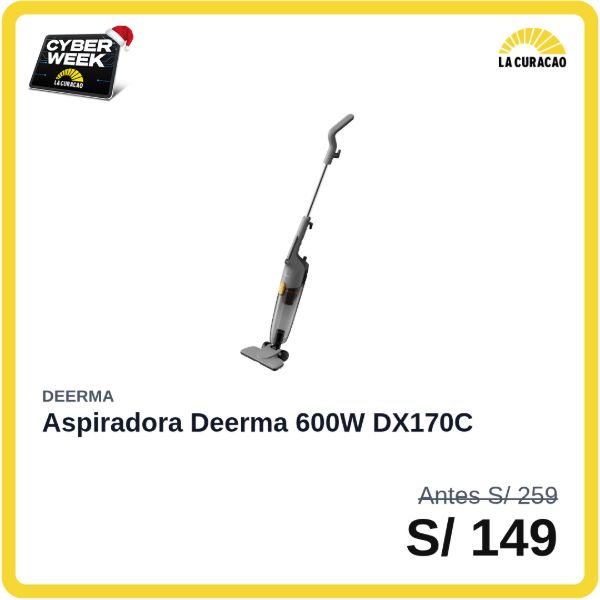 CYBER
WEEK
LA CURACAO
LA CURACAO
DEERMA
Aspiradora Deerma 600W DX170C
Antes S/ 259
S/ 149